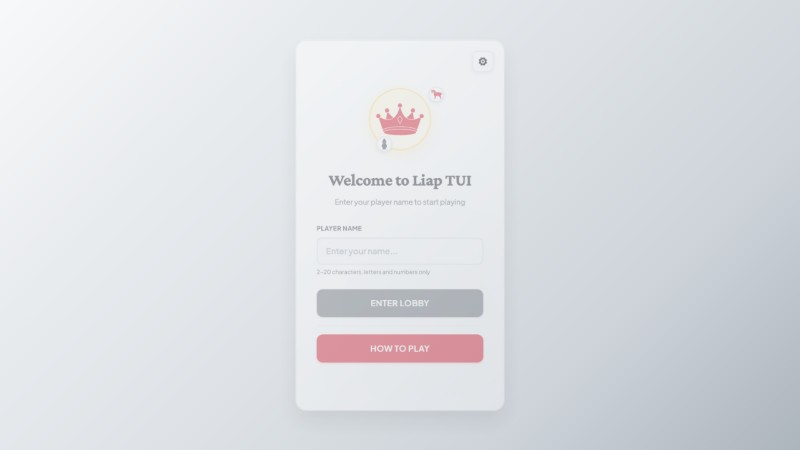 Welcome to Liap TUI
Enter your player name to start playing
PLAYER NAME
Enter your name...
2-20 characters, letters and numbers only
ENTER LOBBY
HOW TO PLAY